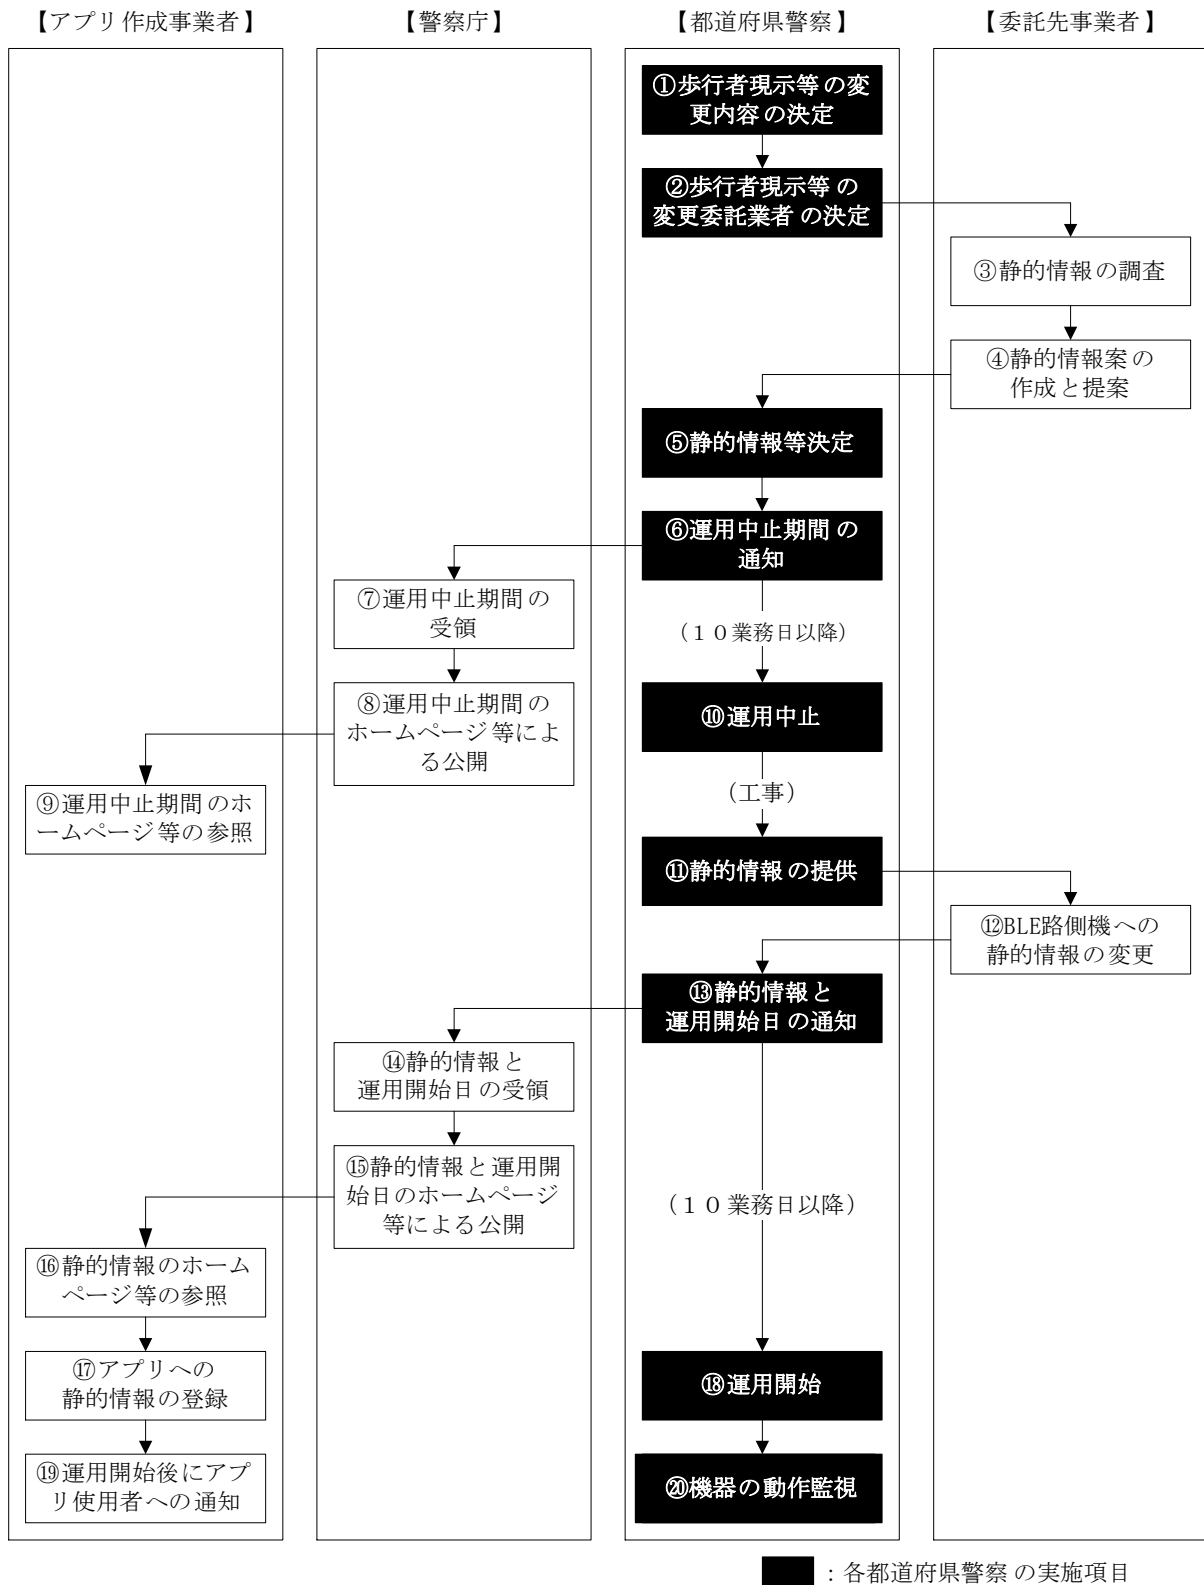 【アプリ作成事業者】
【警察庁】
【都道府県警察】
【委託先事業者】
①歩行者現示等の変
更内容の決定
②歩行者現示等の
変更委託業者の決定
③静的情報の調査
④静的情報案の
作成と提案
⑤静的情報等決定
⑥運用中止期間の
通知
⑦運用中止期間の
受領
(10業務日以降)
⑧運用中止期間の
ホームページ等によ
る公開
⑩運用中止
⑨運用中止期間のホ
ームページ等の参照
(工事)
⑪静的情報の提供
⑫BLE路側機への
静的情報の変更
⑬静的情報と
運用開始日の通知
⑭静的情報と
運用開始日の受領
⑮静的情報と運用開
始日のホームページ
等による公開
(10業務日以降)
⑯静的情報のホーム
ページ等の参照
⑰アプリへの
静的情報の登録
⑱運用開始
⑲運用開始後にアプ
リ使用者への通知
⑳機器の動作監視
:各都道府県警察の実施項目